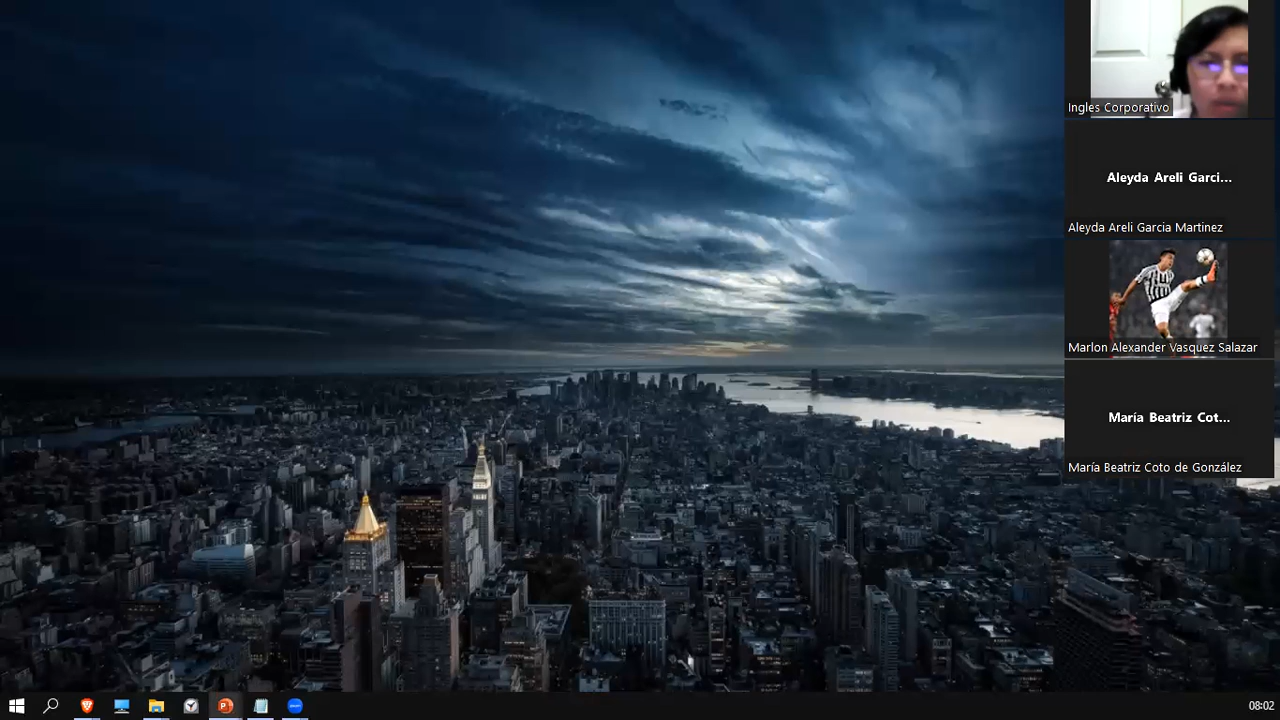 Ingles Corporativo
Aleyda Areli Garci...
Aleyda Areli Garcia Martinez
Marlon Alexander Vasquez Salazar
María Beatriz Cot...
María Beatriz Coto de González
08:02